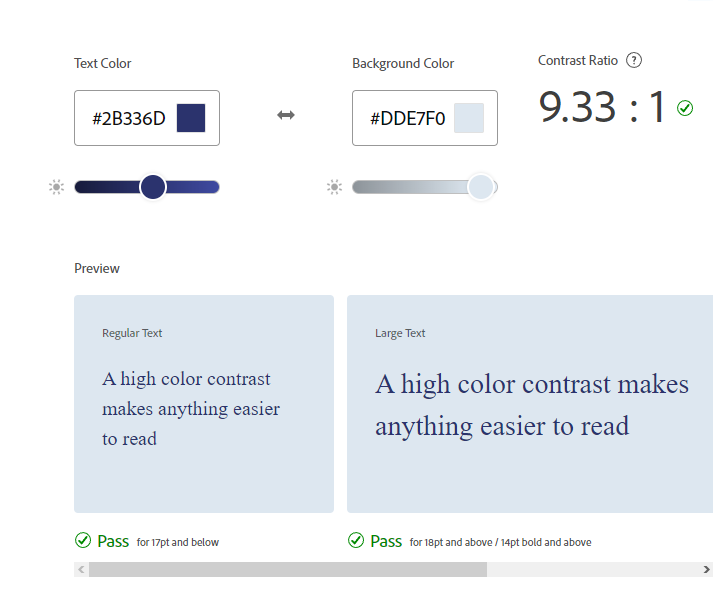 Text Color
Background Color
Contrast Ratio ?
#2B336D
#DDE7F0
9.33 : 1
Preview
Regular Text
A high color contrast
makes anything easier
to read
Large Text
A high color contrast makes
anything easier to read
Pass for 17pt and below
Pass for 18pt and above / 14pt bold and above